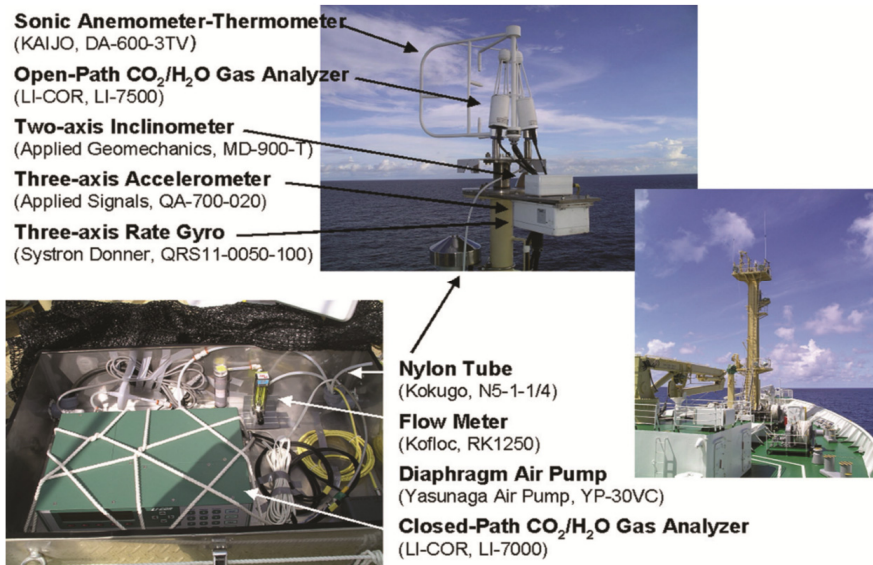 Sonic Anemometer-Thermometer
(KAIJO, DA-600-3TV)
Open-Path CO₂/H₂O Gas Analyzer
(LI-COR, LI-7500)
Two-axis Inclinometer
(Applied Geomechanics, MD-900-T)
Three-axis Accelerometer
(Applied Signals, QA-700-020)
Three-axis Rate Gyro
(Systron Donner, QRS11-0050-100)
Nylon Tube
(Kokugo, N5-1-1/4)
Flow Meter
(Kofloc, RK1250)
Diaphragm Air Pump
(Yasunaga Air Pump, YP-30VC)
Closed-Path CO₂/H₂O Gas Analyzer
(LI-COR, LI-7000)